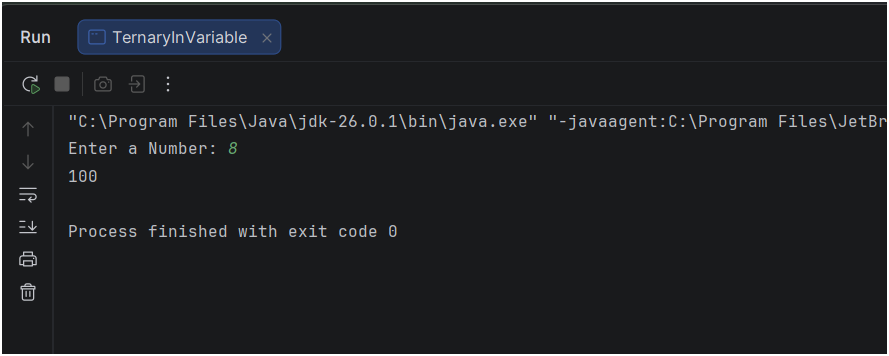 Run TernaryInVariable
"C:\Program Files\Java\jdk-26.0.1\bin\java.exe" "-javaagent:C:\Program Files\JetBr
Enter a Number: 8
100
Process finished with exit code 0